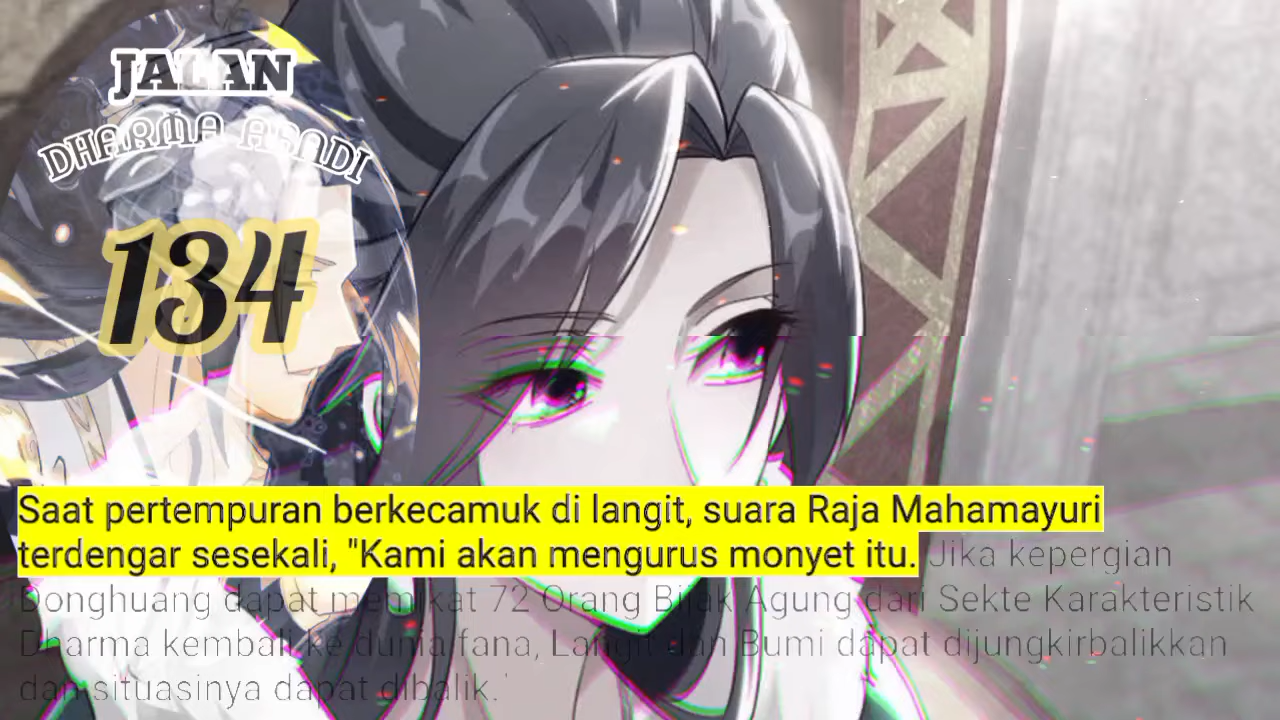 JALAN
DHARMA ABADI
134
Saat pertempuran berkecamuk di langit, suara Raja Mahamayuri
terdengar sesekali, "Kami akan mengurus monyet itu. Jika kepergian
Donghuang dapat memikat 72 Orang Bijak Agung dari Sekte Karakteristik
Dharma kembali ke dunia fana, Langit dan Bumi dapat dijungkirbalikkan
dan situasinya dapat dibalik.'